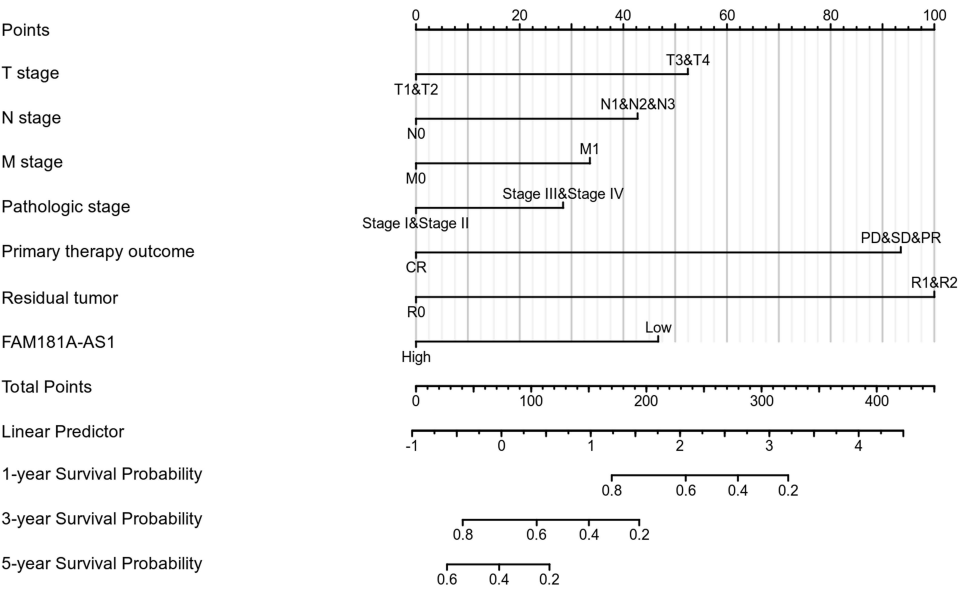 Points 0 20 40 60 80 100
T stage T3&T4
T1&T2
N stage N1&N2&N3
N0
M stage M1
M0
Pathologic stage Stage III&Stage IV
Stage I&Stage II
Primary therapy outcome PD&SD&PR
CR
Residual tumor R1&R2
R0
FAM181A-AS1 Low
High
Total Points
0 100 200 300 400
Linear Predictor
-1 0 1 2 3 4
1-year Survival Probability
0.8 0.6 0.4 0.2
3-year Survival Probability
0.8 0.6 0.4 0.2
5-year Survival Probability
0.6 0.4 0.2